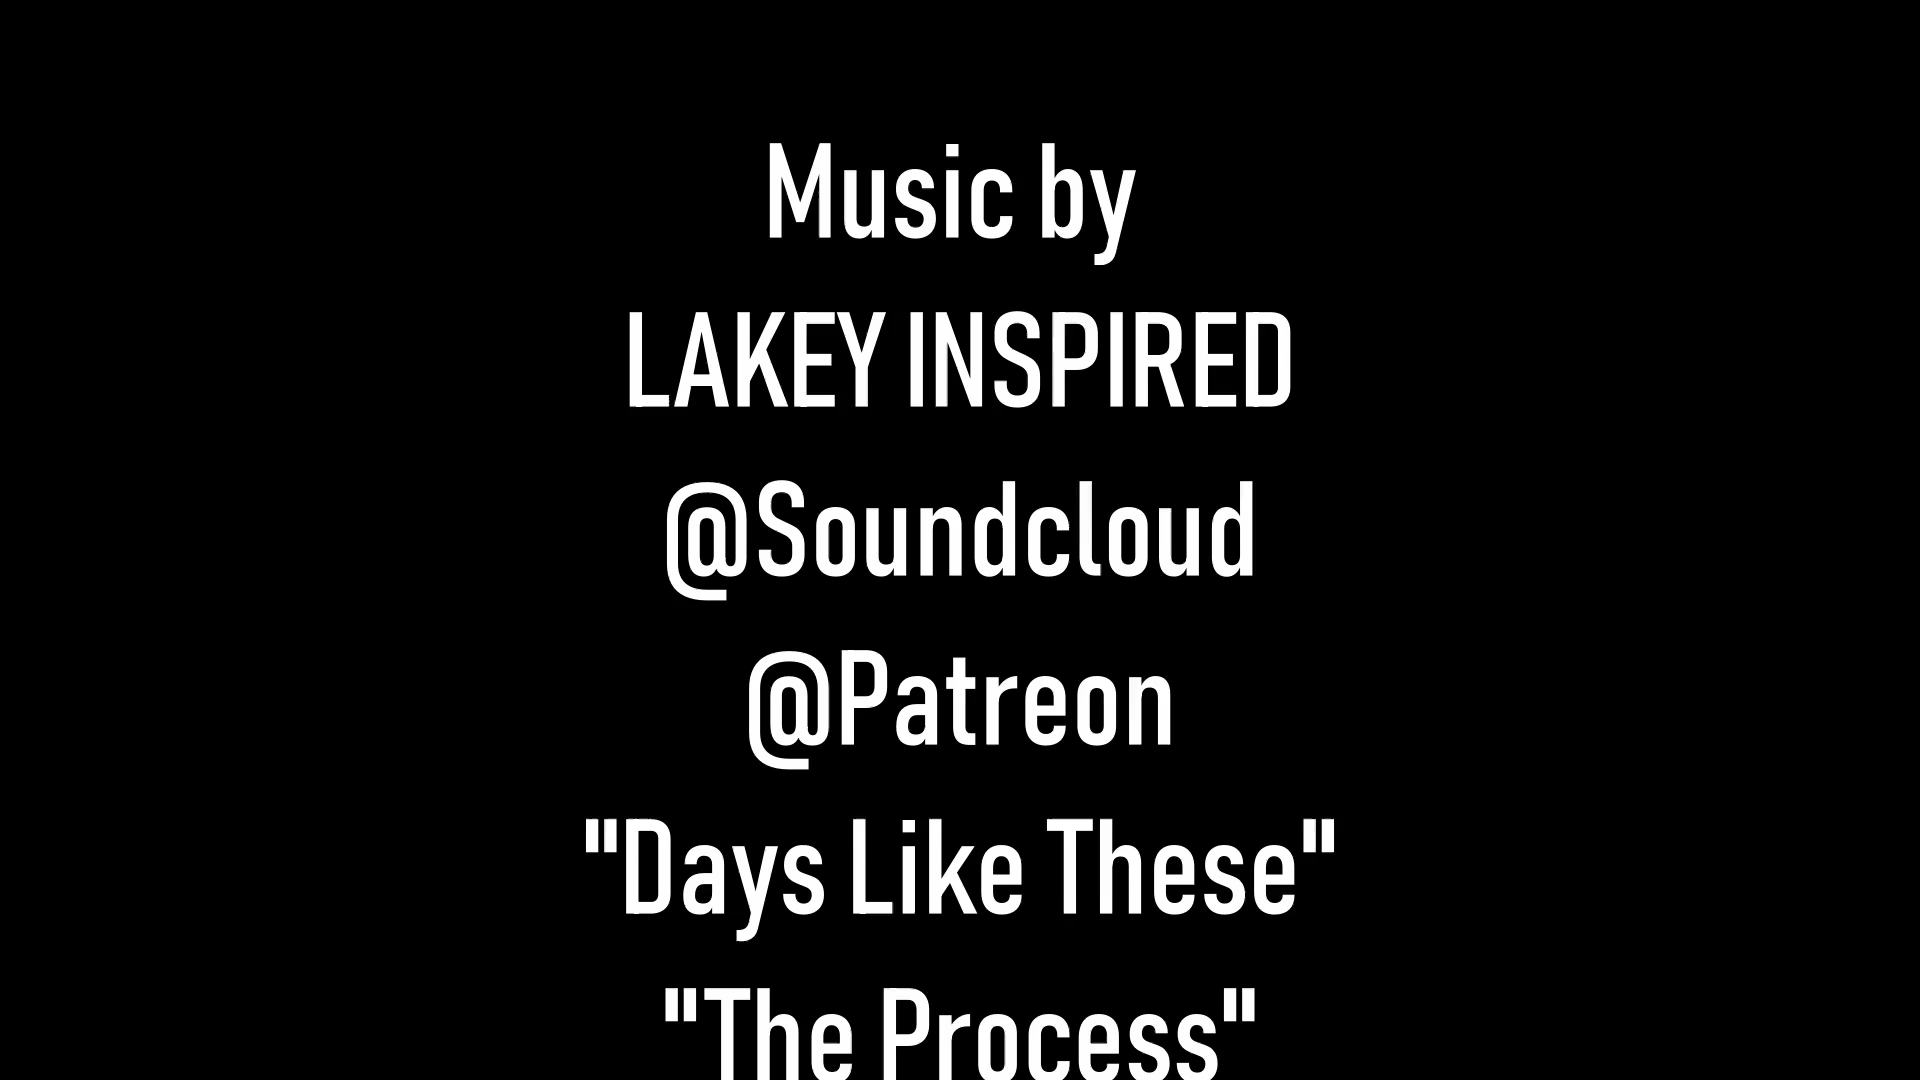 Music by
LAKEY INSPIRED
@Soundcloud
@Patreon
"Days Like These"
"The Process"